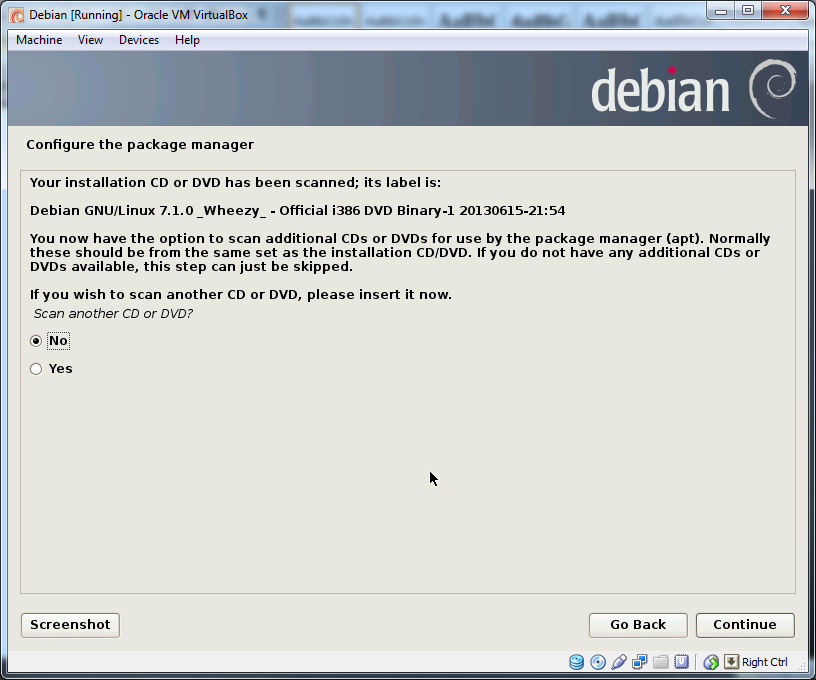 Debian [Running] - Oracle VM VirtualBox
Machine View Devices Help
debian
Configure the package manager
Your installation CD or DVD has been scanned; its label is:
Debian GNU/Linux 7.1.0 _Wheezy_ - Official i386 DVD Binary-1 20130615-21:54
You now have the option to scan additional CDs or DVDs for use by the package manager (apt). Normally
these should be from the same set as the installation CD/DVD. If you do not have any additional CDs or
DVDs available, this step can just be skipped.
If you wish to scan another CD or DVD, please insert it now.
Scan another CD or DVD?
No
Yes
Screenshot Go Back Continue
Right Ctrl